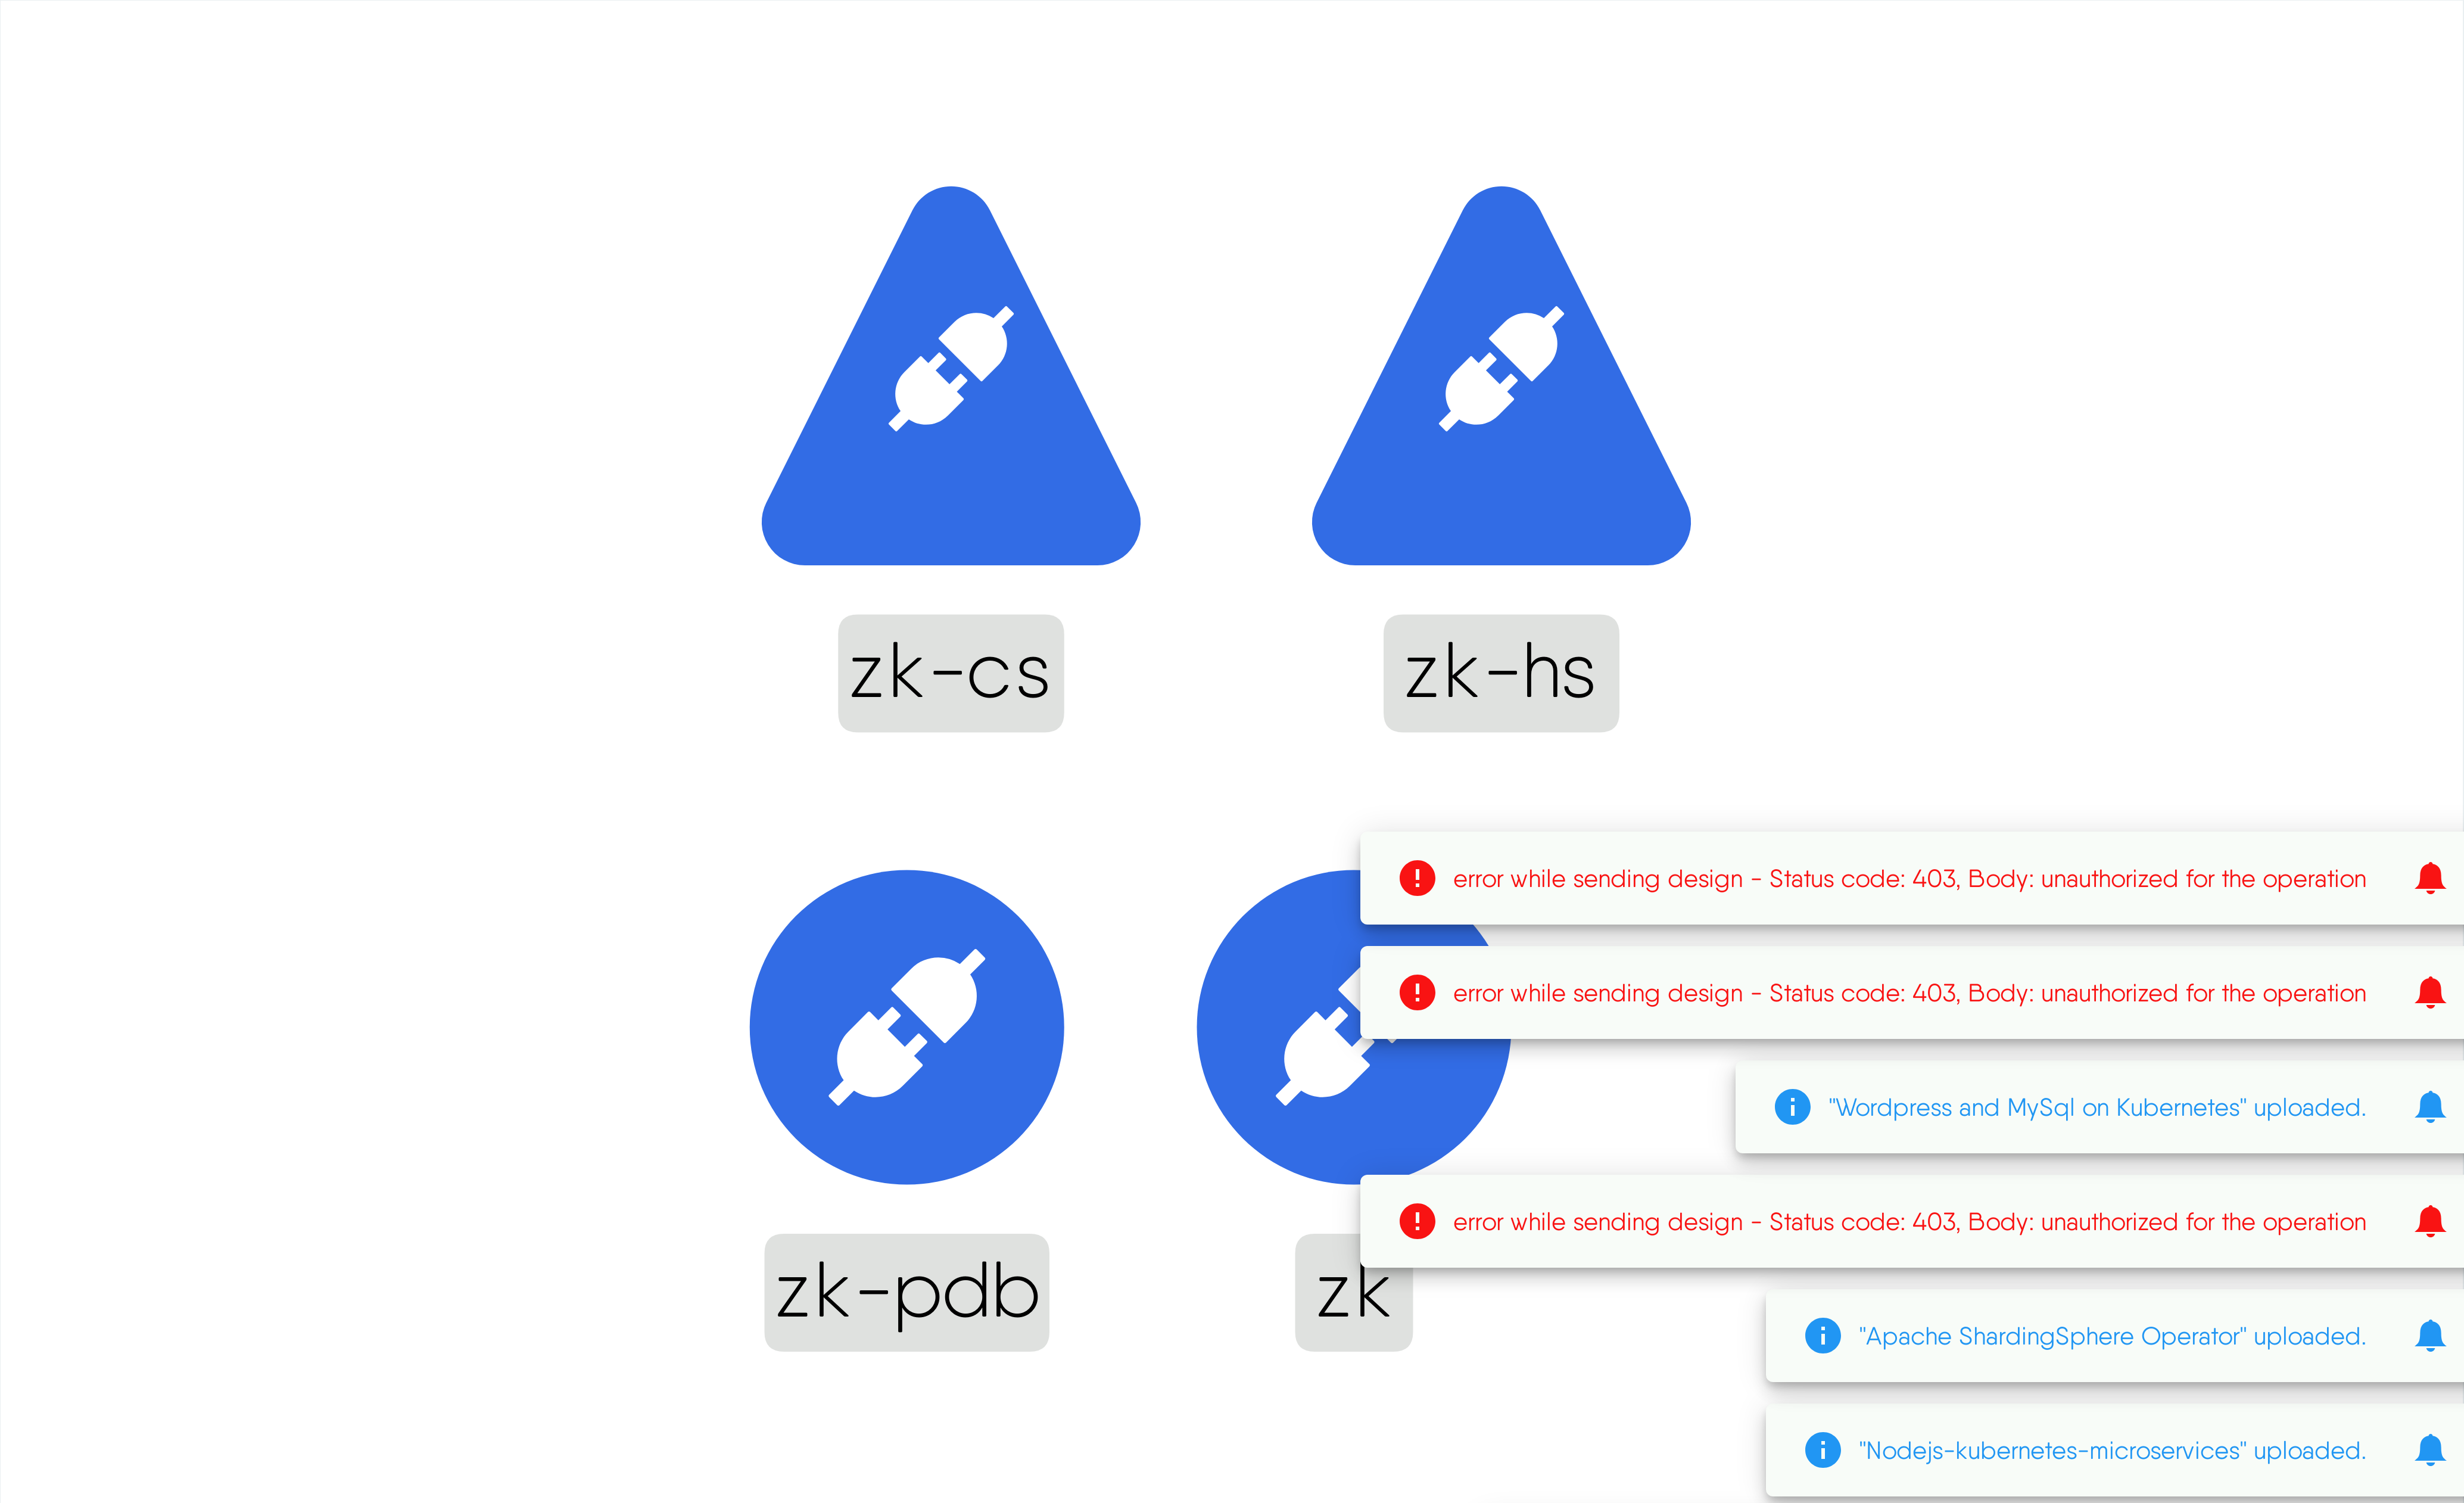 zk-cs
zk-hs
error while sending design - Status code: 403, Body: unauthorized for the operation
error while sending design - Status code: 403, Body: unauthorized for the operation
"Wordpress and MySql on Kubernetes" uploaded.
error while sending design - Status code: 403, Body: unauthorized for the operation
zk-pdb
zk
"Apache ShardingSphere Operator" uploaded.
"Nodejs-kubernetes-microservices" uploaded.